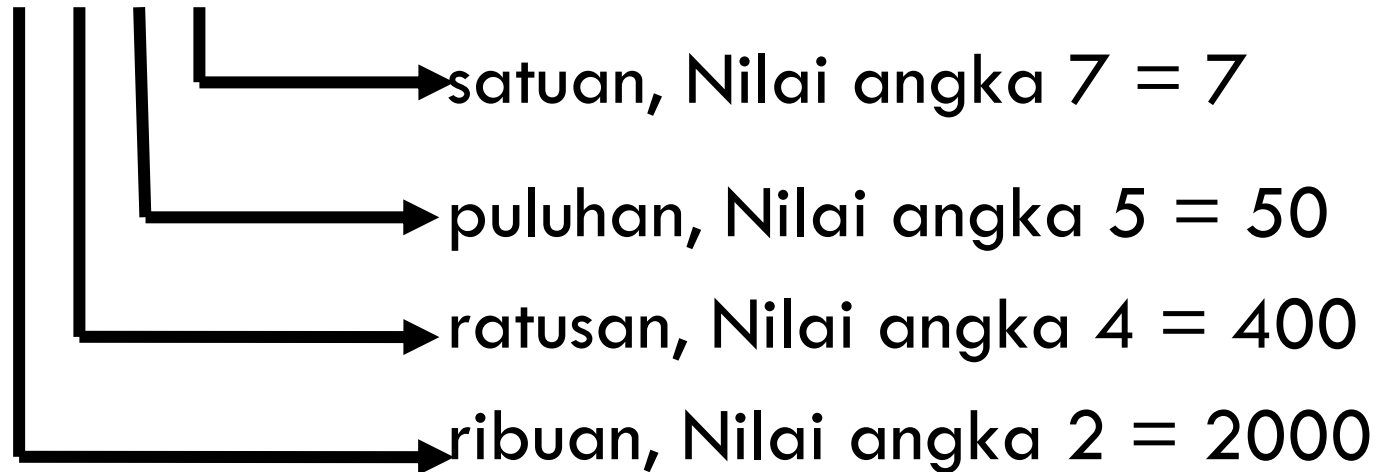 satuan, Nilai angka 7 = 7
puluhan, Nilai angka 5 = 50
ratusan, Nilai angka 4 = 400
ribuan, Nilai angka 2 = 2000